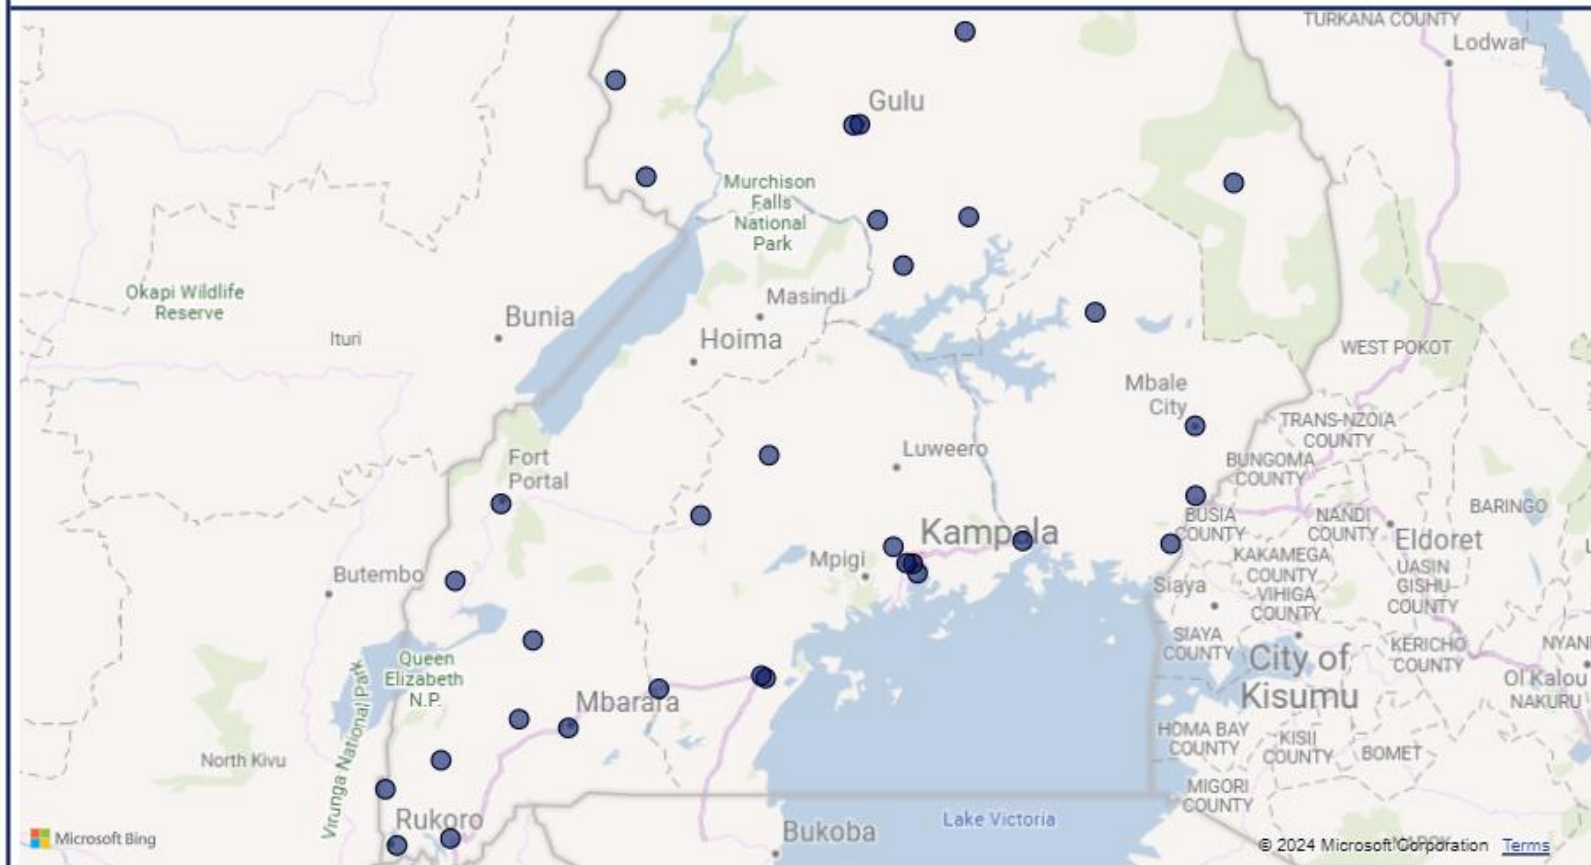 TURKANA COUNTY
Lodwar
Gulu
Murchison
Falls
National
Park
Okapi Wildlife
Reserve
Bunia
Masindi
Ituri
Hoima
WEST POKOT
Mbale
City
TRANS-NZOIA
COUNTY
Fort
Portal
Luweero
BUNGOMA
COUNTY
BARINGO
Kampala
BUSIA
COUNTY
NANDI
COUNTY
Eldoret
Mpigi
KAKAMEGA
COUNTY
VIHIGA
COUNTY
UASIN
GISHU
COUNTY
Butembo
Siaya
SIAYA
COUNTY
City of
Kisumu
KERICHO
COUNTY
NYAN
Queen
Elizabeth
N.P.
Ol Kalou
NAKURU
Mbarara
Virunga National Park
North Kivu
HOMA BAY
COUNTY
KISII
COUNTY
BOMET
MIGORI
COUNTY
Rukoro
Bukoba
Lake Victoria
Microsoft Bing
© 2024 Microsoft Corporation Terms